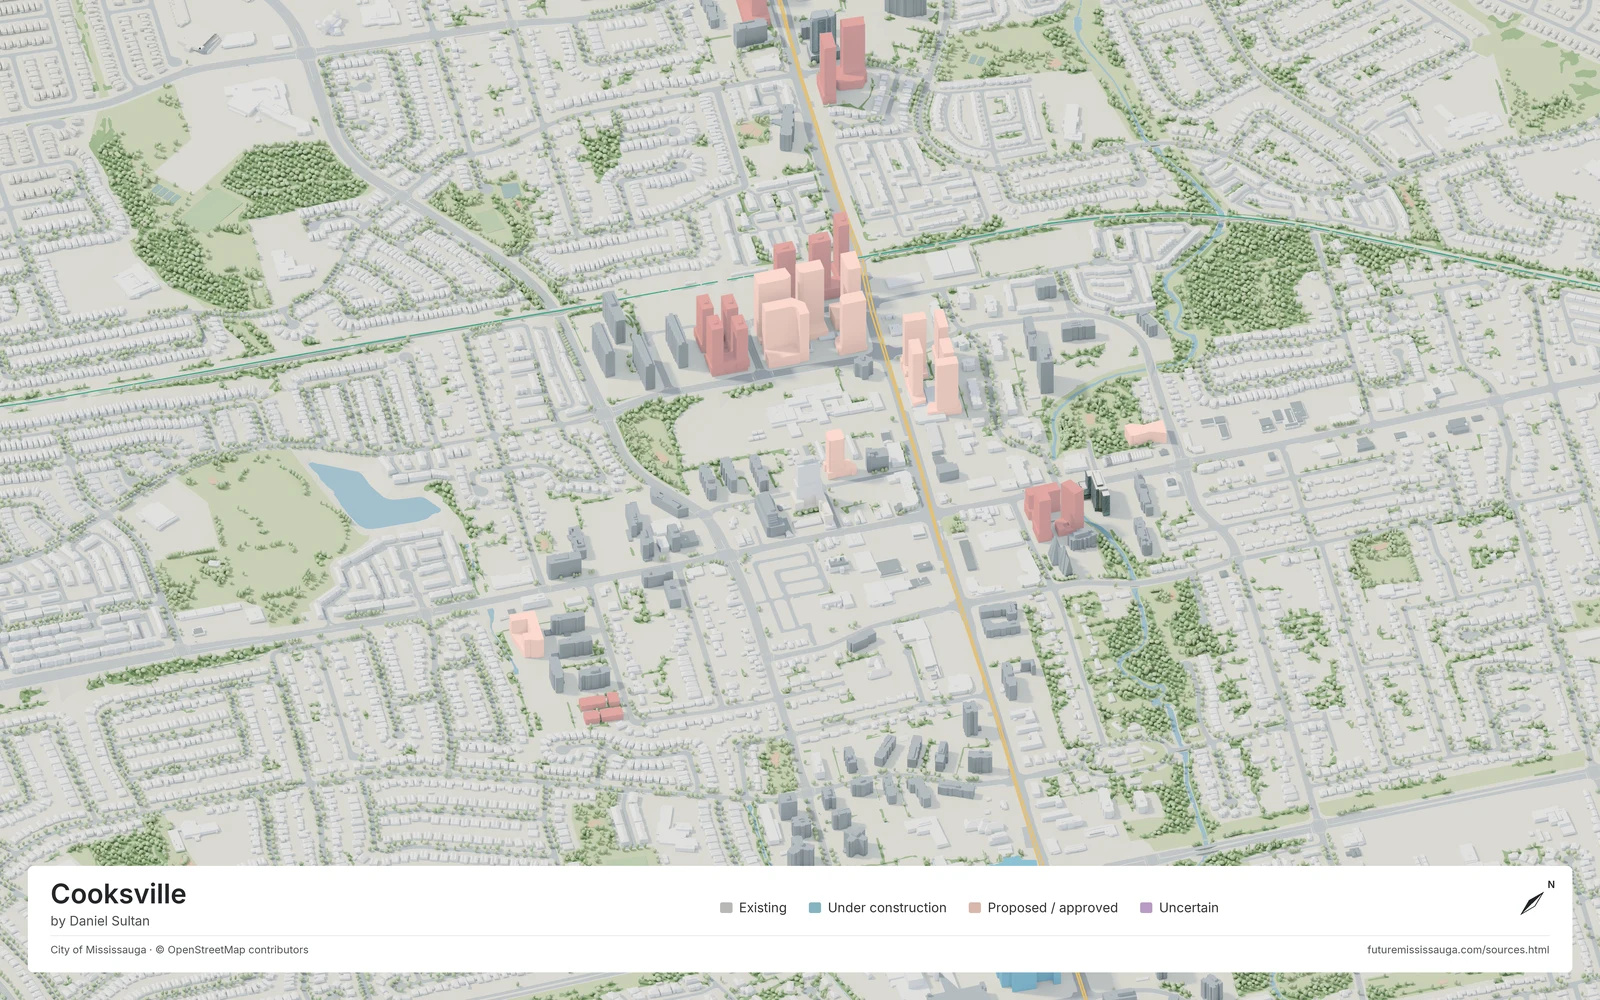 Cooksville
by Daniel Sultan
Existing
Under construction
Proposed / approved
Uncertain
N
City of Mississauga · © OpenStreetMap contributors
futuremississauga.com/sources.html